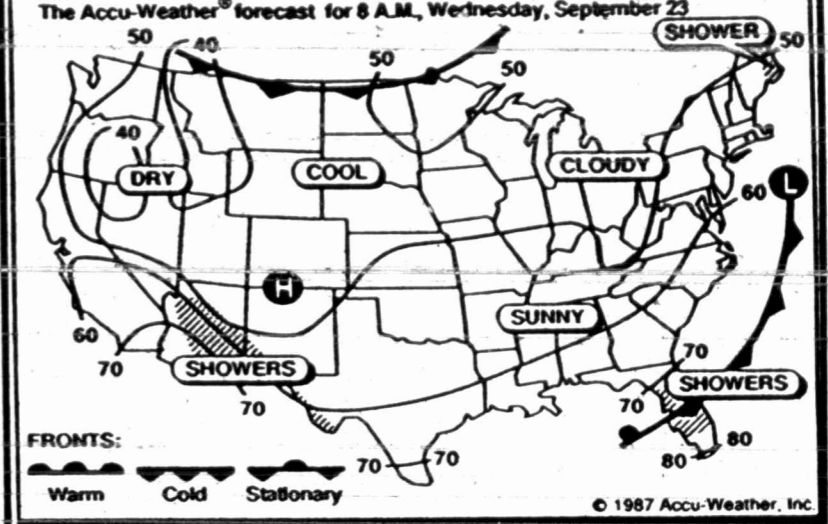 The Accu-Weather® forecast for 8 A.M., Wednesday, September 23
SHOWER
50
40
50
50
50
40
DRY
COOL
CLOUDY
L
60
H
SUNNY
60
70
SHOWERS
70
70
SHOWERS
70
80
80
70
70
FRONTS:
Warm
Cold
Stationary
© 1987 Accu-Weather, Inc.